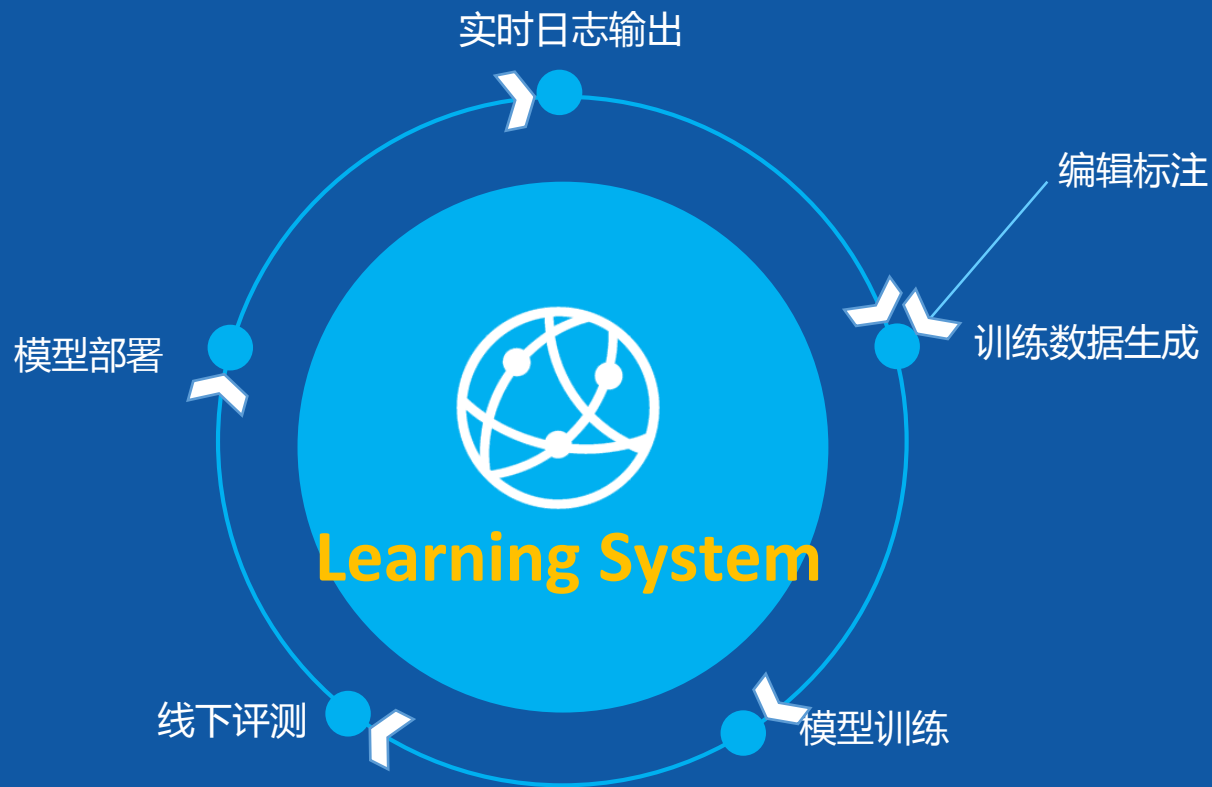 实时日志输出
编辑标注
训练数据生成
模型部署
Learning System
线下评测
模型训练